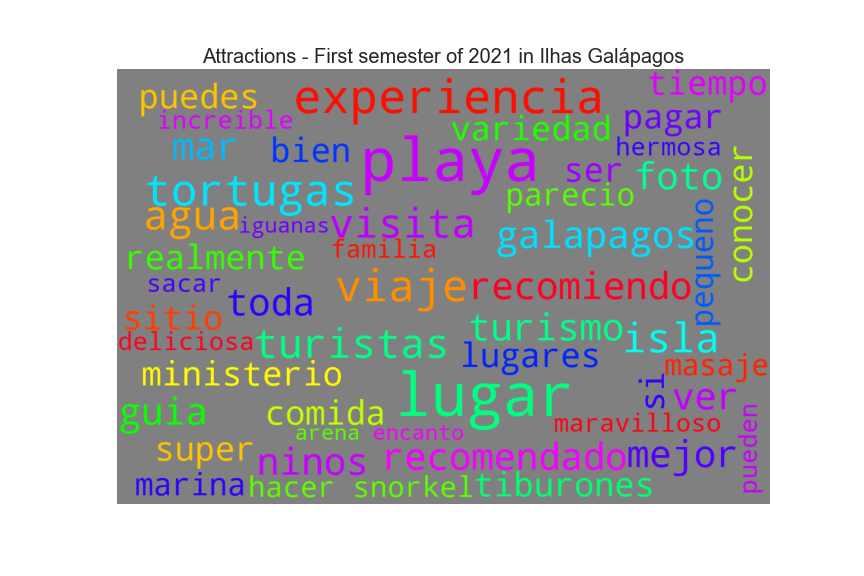 Attractions - First semester of 2021 in Ilhas Galápagos
puedes experiencia tiempo
increible variedad pagar
mar bien playa ser hermosa
tortugas parecio foto conocer
agua iguanas visita galapagos pequeno
realmente familia
sacar toda viaje recomiendo
sitio turismo isla
deliciosa turistas lugares masaje
ministerio lugar si ver
guia comida maravilloso
arena encanto pueden
super ninos recomendado mejor
marina hacer snorkel tiburones